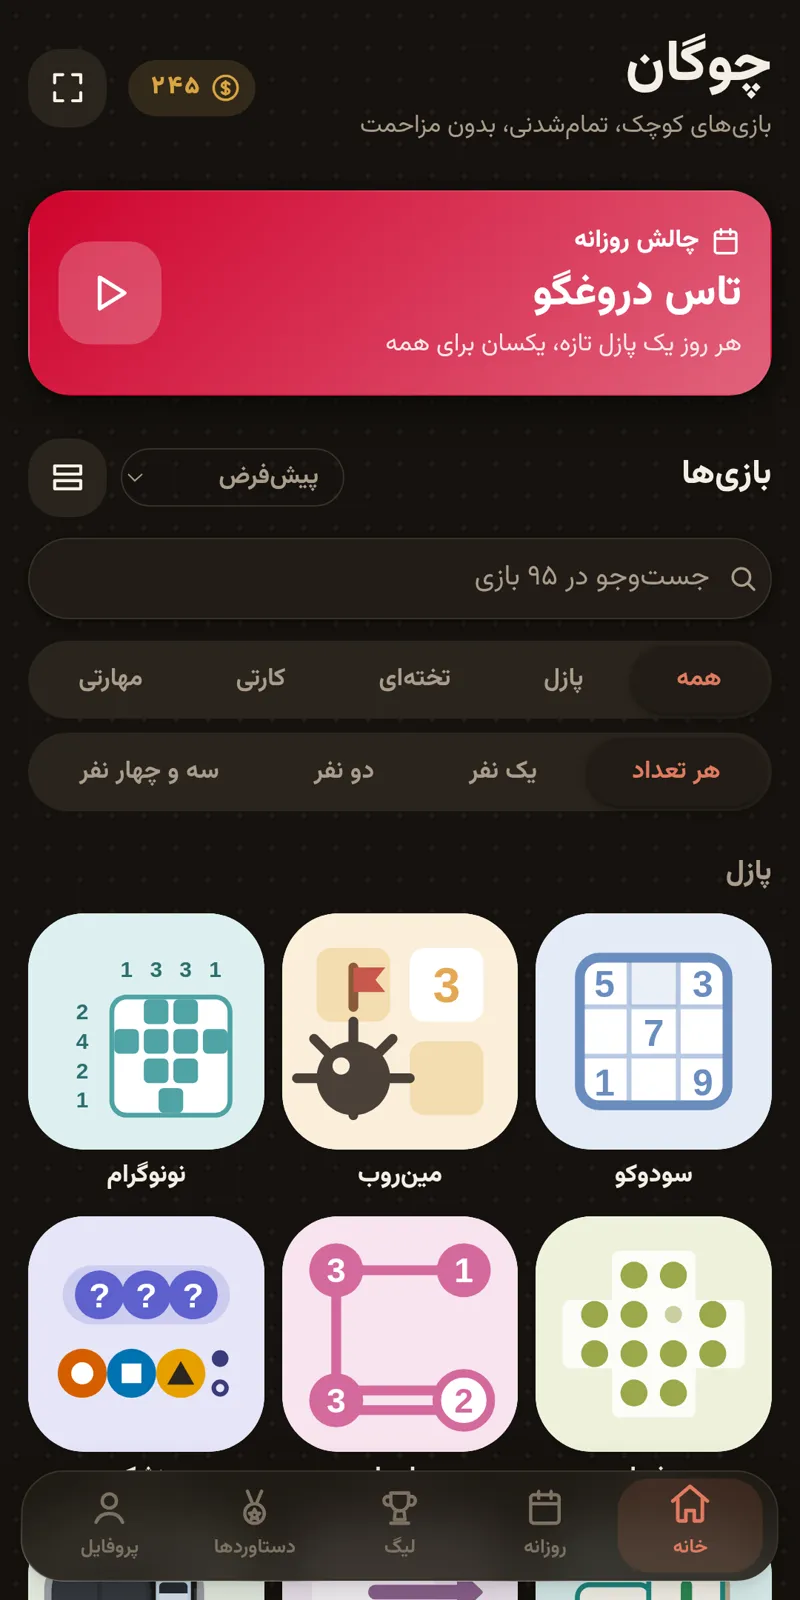 چوگان
بازی‌های کوچک، تمام‌شدنی، بدون مزاحمت
۲۴۵
چالش روزانه
تاس دروغگو
هر روز یک پازل تازه، یکسان برای همه
بازی‌ها
پیش‌فرض
جست‌وجو در ۹۵ بازی
همه پازل تخته‌ای کارتی مهارتی
هر تعداد یک نفر دو نفر سه و چهار نفر
پازل
5 3
7
1 9
3
1 3 3 1
2
4
2
1
سودوکو
مین‌روب
نونوگرام
3 1
3 2
? ? ?
خانه
روزانه
لیگ
دستاوردها
پروفایل